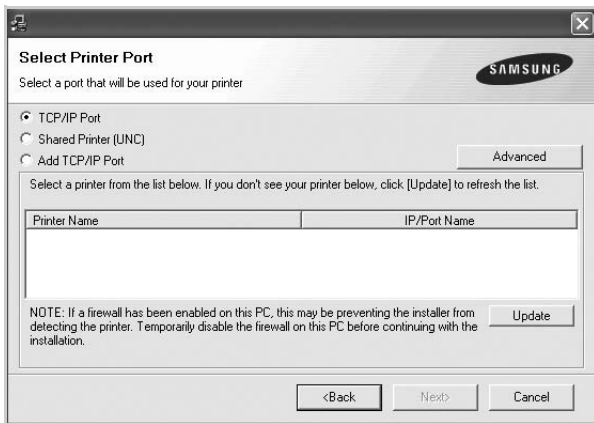 Select Printer Port
Select a port that will be used for your printer
SAMSUNG
TCP/IP Port
Shared Printer (UNC)
Add TCP/IP Port
Advanced
Select a printer from the list below. If you don't see your printer below, click [Update] to refresh the list.
Printer Name IP/Port Name
NOTE: If a firewall has been enabled on this PC, this may be preventing the installer from
detecting the printer. Temporarily disable the firewall on this PC before continuing with the
installation.
Update
<Back Next> Cancel